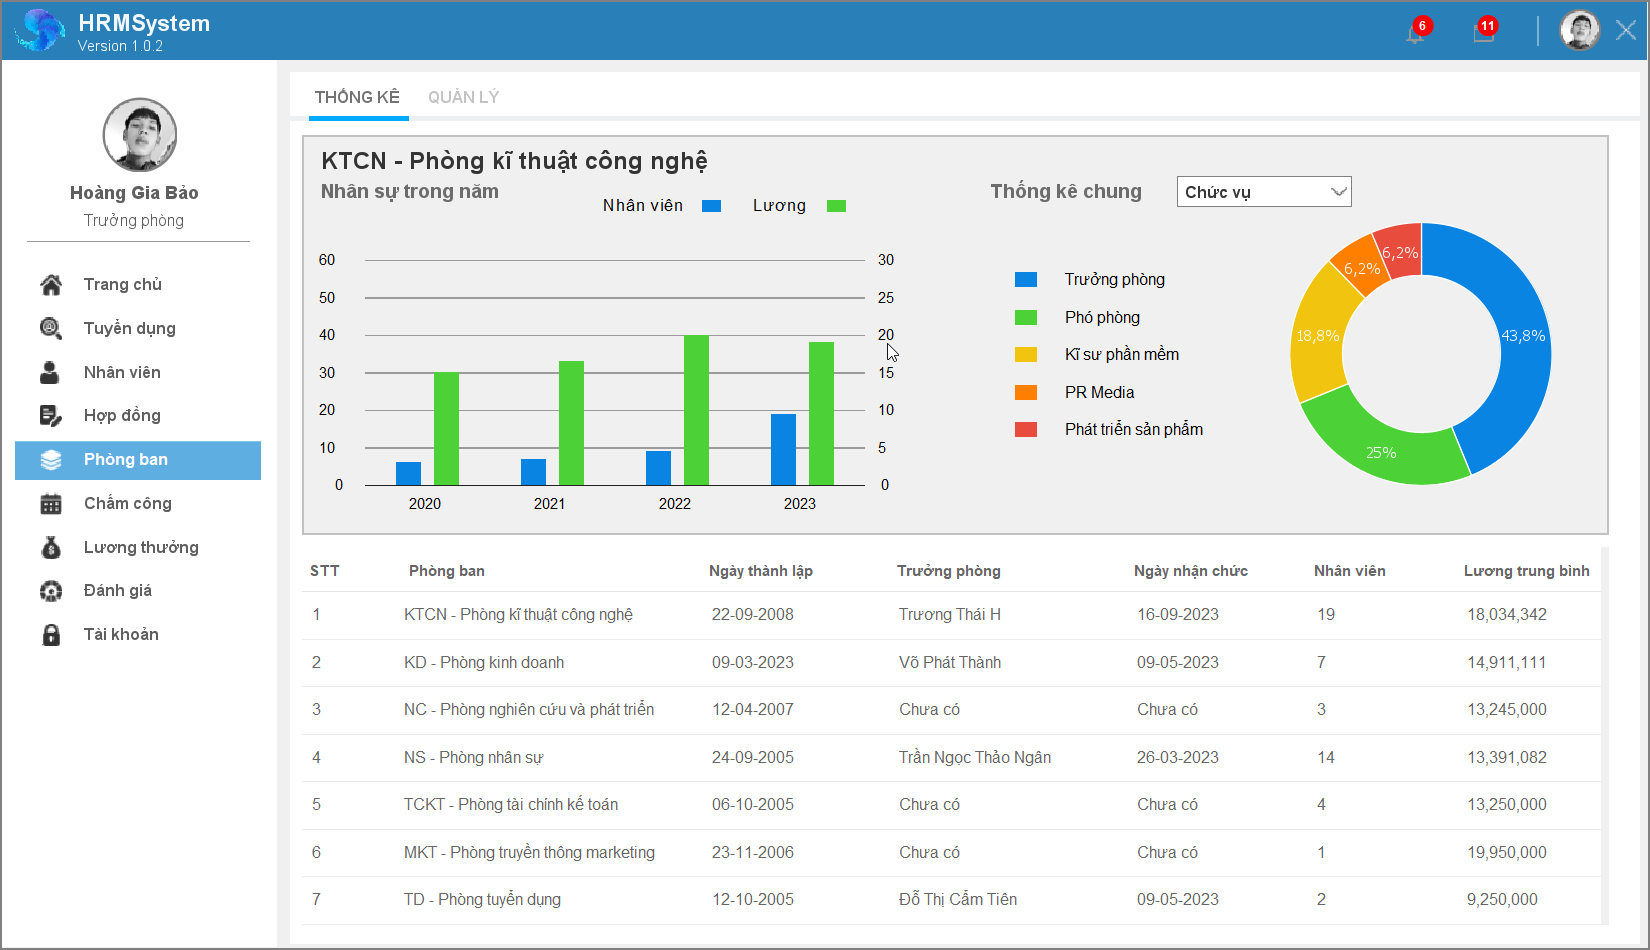 HRMSystem
Version 1.0.2
6
11
Hoàng Gia Bảo
Trưởng phòng
Trang chủ
Tuyển dụng
Nhân viên
Hợp đồng
Phòng ban
Chấm công
Lương thưởng
Đánh giá
Tài khoản
THỐNG KÊ QUẢN LÝ
KTCN - Phòng kĩ thuật công nghệ
Nhân sự trong năm
Nhân viên Lương
60 30
50 25
40 20
30 15
20 10
10 5
0 0
2020 2021 2022 2023
Thống kê chung Chức vụ
Trưởng phòng
Phó phòng
Kĩ sư phần mềm
PR Media
Phát triển sản phẩm
6,2%
6,2%
18,8%
43,8%
25%
STT Phòng ban Ngày thành lập Trưởng phòng Ngày nhận chức Nhân viên Lương trung bình
1 KTCN - Phòng kĩ thuật công nghệ 22-09-2008 Trương Thái H 16-09-2023 19 18,034,342
2 KD - Phòng kinh doanh 09-03-2023 Võ Phát Thành 09-05-2023 7 14,911,111
3 NC - Phòng nghiên cứu và phát triển 12-04-2007 Chưa có Chưa có 3 13,245,000
4 NS - Phòng nhân sự 24-09-2005 Trần Ngọc Thảo Ngân 26-03-2023 14 13,391,082
5 TCKT - Phòng tài chính kế toán 06-10-2005 Chưa có Chưa có 4 13,250,000
6 MKT - Phòng truyền thông marketing 23-11-2006 Chưa có Chưa có 1 19,950,000
7 TD - Phòng tuyển dụng 12-10-2005 Đỗ Thị Cẩm Tiên 09-05-2023 2 9,250,000